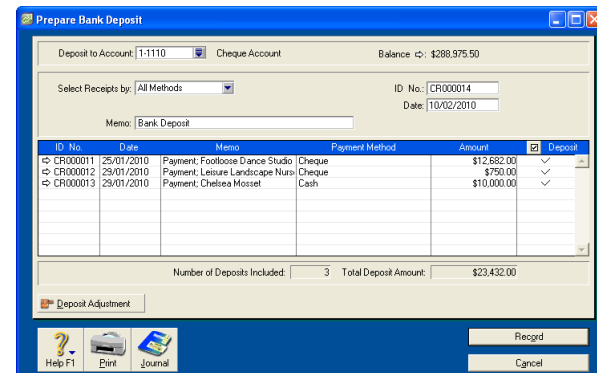 Prepare Bank Deposit
Deposit to Account: 1-1110 Cheque Account Balance ⇨: $288,975.50
Select Receipts by: All Methods ID No.: CR000014
Date: 10/02/2010
Memo: Bank Deposit
ID No. Date Memo Payment Method Amount Deposit
CR000011 25/01/2010 Payment; Footloose Dance Studio Cheque $12,682.00
CR000012 29/01/2010 Payment; Leisure Landscape Nurs Cheque $750.00
CR000013 29/01/2010 Payment; Chelsea Mosset Cash $10,000.00
Number of Deposits Included: 3 Total Deposit Amount: $23,432.00
Deposit Adjustment
Help F1 Print Journal
Record
Cancel